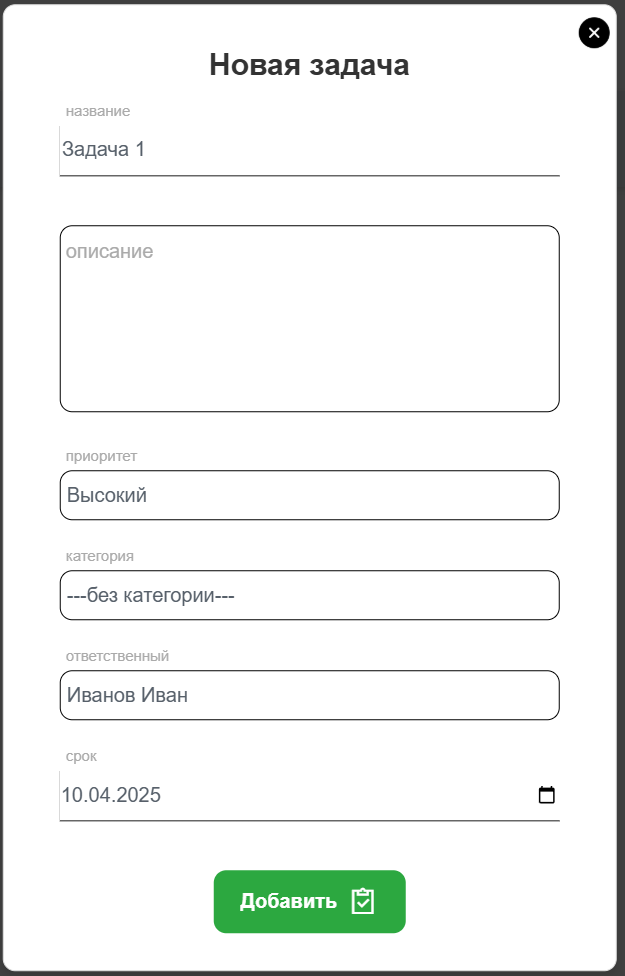 Новая задача
название
Задача 1
описание
приоритет
Высокий
категория
---без категории---
ответственный
Иванов Иван
срок
10.04.2025
Добавить